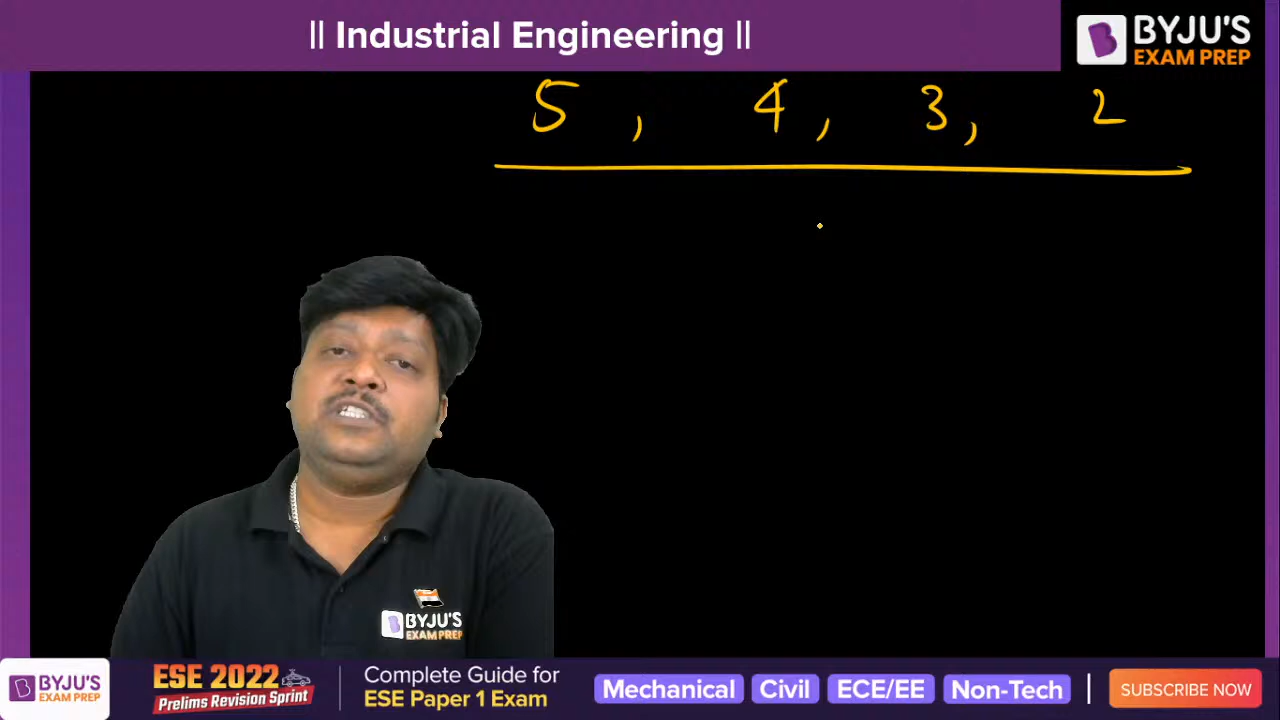 || Industrial Engineering ||
BYJU'S
EXAM PREP
5 , 4 , 3 , 2
BYJU'S
EXAM PREP
BYJU'S
EXAM PREP
ESE 2022
Prelims Revision Sprint
Complete Guide for
ESE Paper 1 Exam
Mechanical Civil ECE/EE Non-Tech
SUBSCRIBE NOW